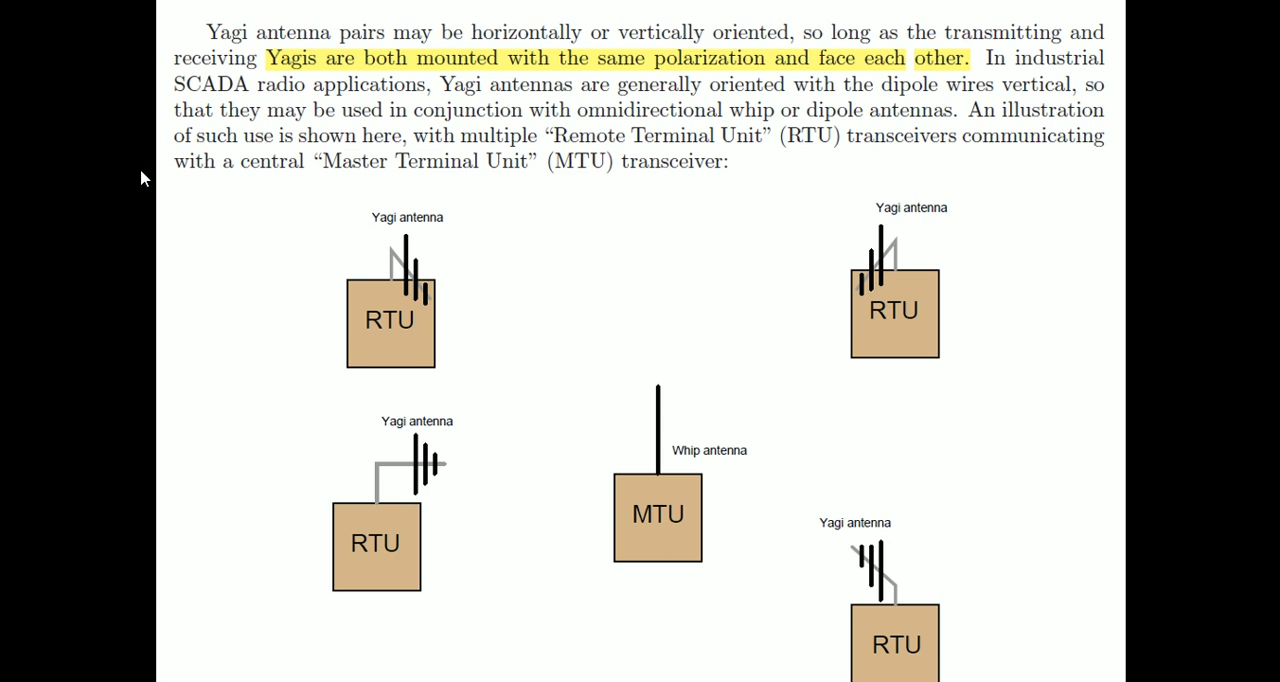 Yagi antenna pairs may be horizontally or vertically oriented, so long as the transmitting and
receiving Yagis are both mounted with the same polarization and face each other. In industrial
SCADA radio applications, Yagi antennas are generally oriented with the dipole wires vertical, so
that they may be used in conjunction with omnidirectional whip or dipole antennas. An illustration
of such use is shown here, with multiple “Remote Terminal Unit” (RTU) transceivers communicating
with a central “Master Terminal Unit” (MTU) transceiver:
Yagi antenna
Yagi antenna
RTU
RTU
Yagi antenna
Whip antenna
RTU
MTU
Yagi antenna
RTU